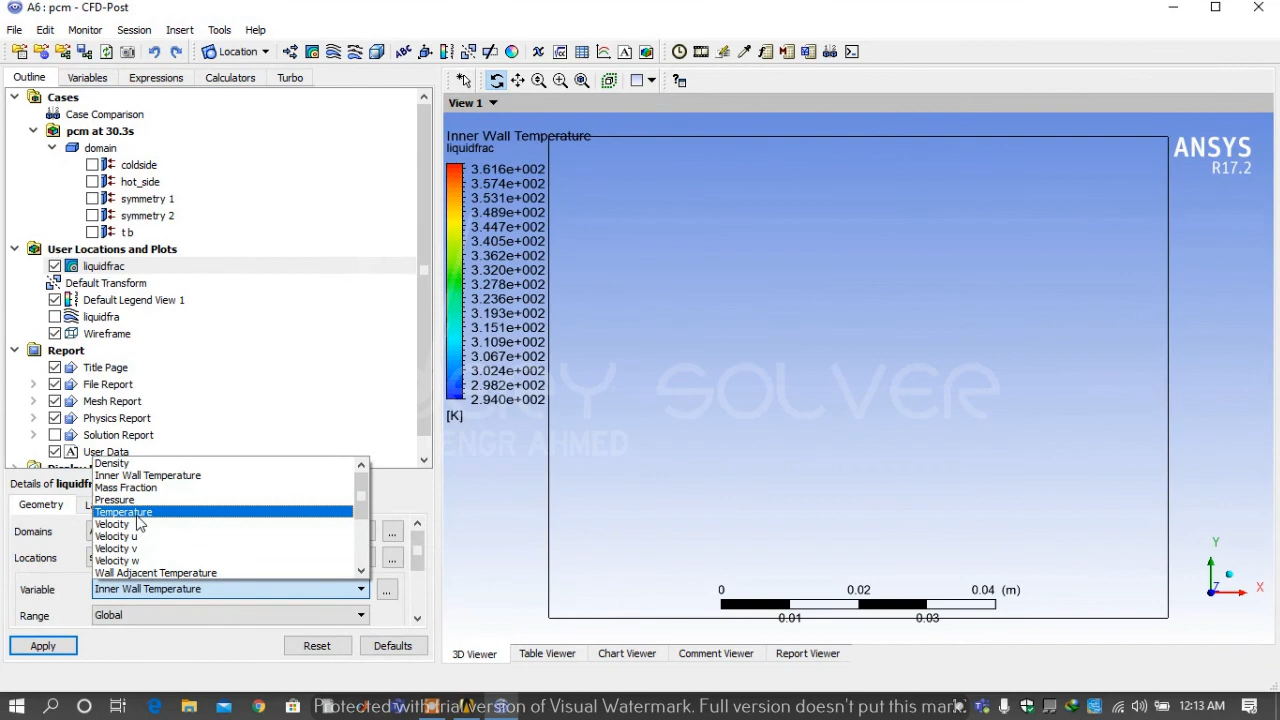 A6 : pcm - CFD-Post
File Edit Monitor Session Insert Tools Help
Location
Outline Variables Expressions Calculators Turbo
Cases
Case Comparison
pcm at 30.3s
domain
coldside
hot_side
symmetry 1
symmetry 2
t b
User Locations and Plots
liquidfrac
Default Transform
Default Legend View 1
liquidfra
Wireframe
Report
Title Page
File Report
Mesh Report
Physics Report
Solution Report
User Data
Details of liquidfr
Geometry
Domains
Locations
Density
Inner Wall Temperature
Mass Fraction
Pressure
Temperature
Velocity
Velocity u
Velocity v
Velocity w
Wall Adjacent Temperature
Variable Inner Wall Temperature
Range Global
Apply Reset Defaults
View 1
Inner Wall Temperature
liquidfrac
3.616e+002
3.574e+002
3.531e+002
3.489e+002
3.447e+002
3.405e+002
3.362e+002
3.320e+002
3.278e+002
3.236e+002
3.193e+002
3.151e+002
3.109e+002
3.067e+002
3.024e+002
2.982e+002
2.940e+002
[K]
ANSYS
R17.2
SOLVER
ENGR AHMED
0 0.02 0.04 (m)
0.01 0.03
Y
X
Z
3D Viewer Table Viewer Chart Viewer Comment Viewer Report Viewer
Protected with trial version of Visual Watermark. Full version doesn't put this mark.
12:13 AM